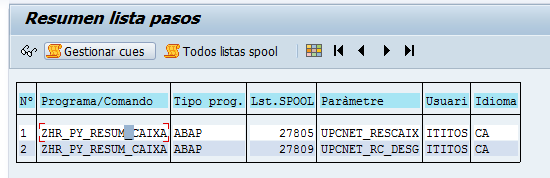 Resumen lista pasos
Gestionar cues Todos listas spool
Nº Programa/Comando Tipo prog. Lst.SPOOL Paràmetre Usuari Idioma
1 ZHR_PY_RESUM_CAIXA ABAP 27805 UPCNET_RESCAIX ITITOS CA
2 ZHR_PY_RESUM_CAIXA ABAP 27809 UPCNET_RC_DESG ITITOS CA